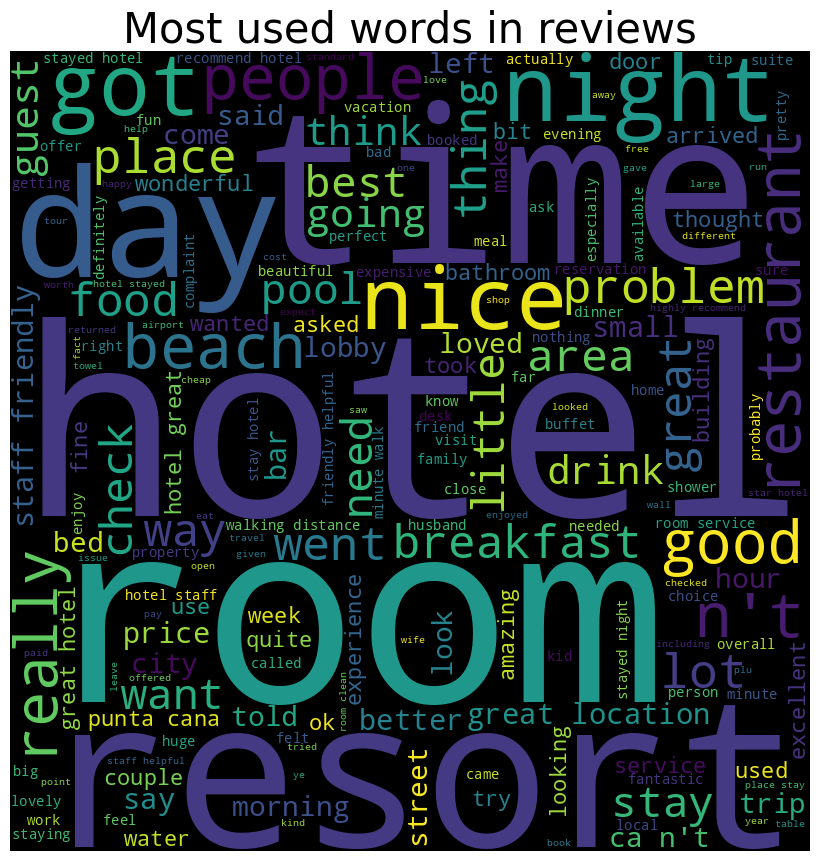 Most used words in reviews
stayed hotel
recommend hotel
standard
love
left
actually
door
tip
suite
guest
got
people
night
away
pretty
fun
help
said
vacation
think
booked
thing
bit
evening
free
arrived
offer
come
time
make
getting
happy
place
wonderful
bad
one
best
going
perfect
meal
ask
especially
available
gave
large
run
restaurant
thought
different
day
tour
definitely
complaint
cost
beautiful
expensive
bathroom
reservation
sure
worth
hotel stayed
food
pool
expect
nice
shop
problem
highly recommend
staff friendly
returned
airport
wanted
asked
dinner
small
building
fact
right
beach
lobby
loved
nothing
great
towel
cheap
took
area
far
home
hotel
saw
know
little
looked
probably
check
hotel great
stay hotel
bar
friendly helpful
need
minute walk
desk
friend
visit
family
close
buffet
drink
shower
wall
star hotel
enjoy
fine
eat
walking distance
husband
enjoyed
needed
room service
way
bed
travel
went
breakfast
good
issue
property
given
open
hotel staff
room
checked
choice
hour
n't
really
great hotel
use
week
experience
look
amazing
stayed night
pay
price
quite
wife
kid
including
overall
paid
city
called
leave
offered
want
room clean
person
minute
plu
lot
excellent
punta cana
told
ok
better
great location
huge
felt
tried
resort
staff helpful
big
point
couple
ye
street
came
looking
service
fantastic
used
place stay
lovely
say
morning
try
stay
trip
work
feel
kind
local
year
table
staying
water
book
ca n't